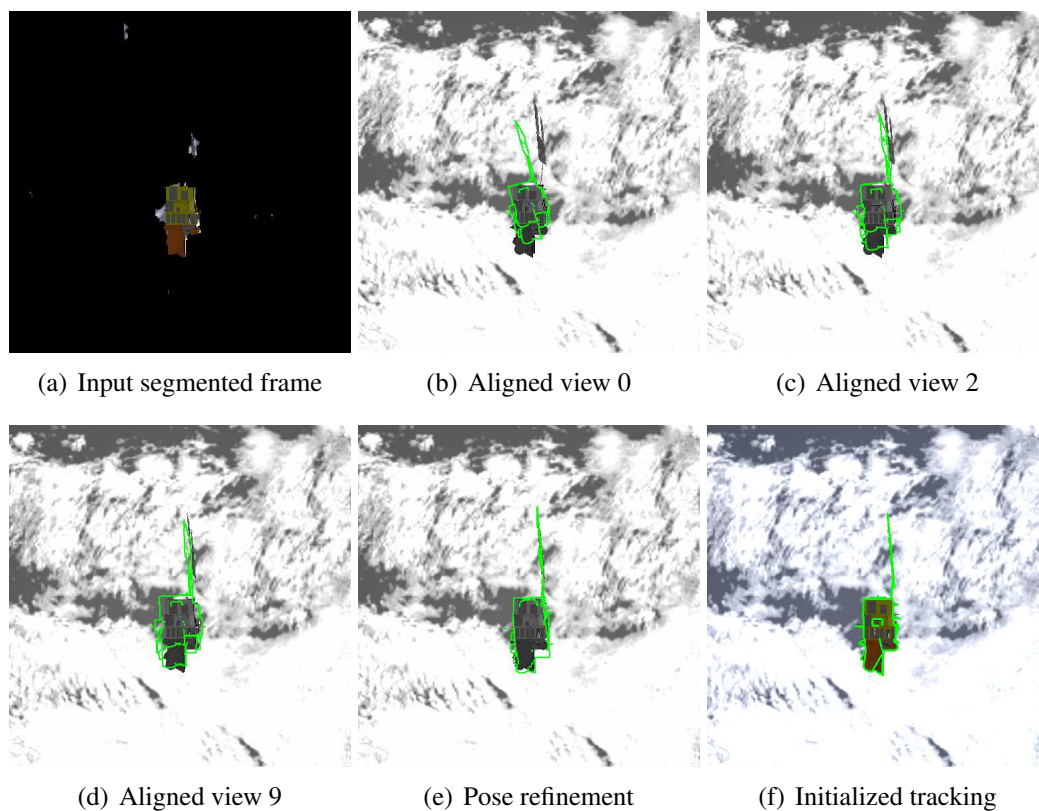 (a) Input segmented frame
(b) Aligned view 0
(c) Aligned view 2
(d) Aligned view 9
(e) Pose refinement
(f) Initialized tracking